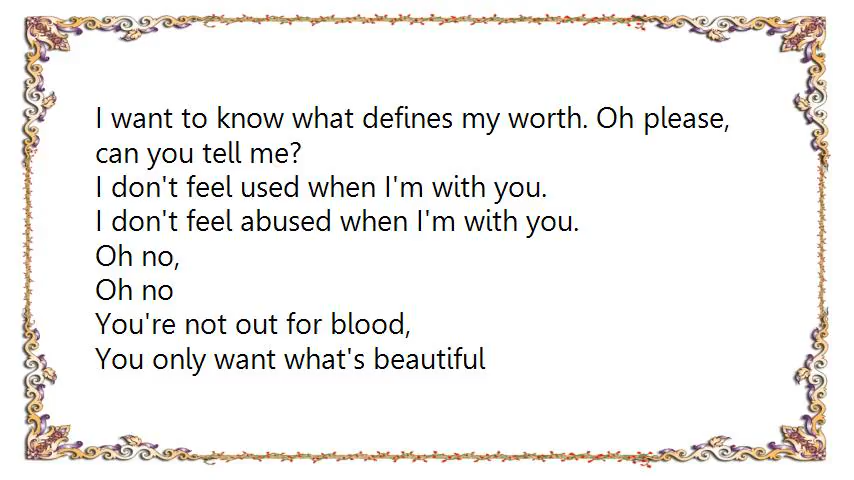 I want to know what defines my worth. Oh please,
can you tell me?
I don't feel used when I'm with you.
I don't feel abused when I'm with you.
Oh no,
Oh no
You're not out for blood,
You only want what's beautiful